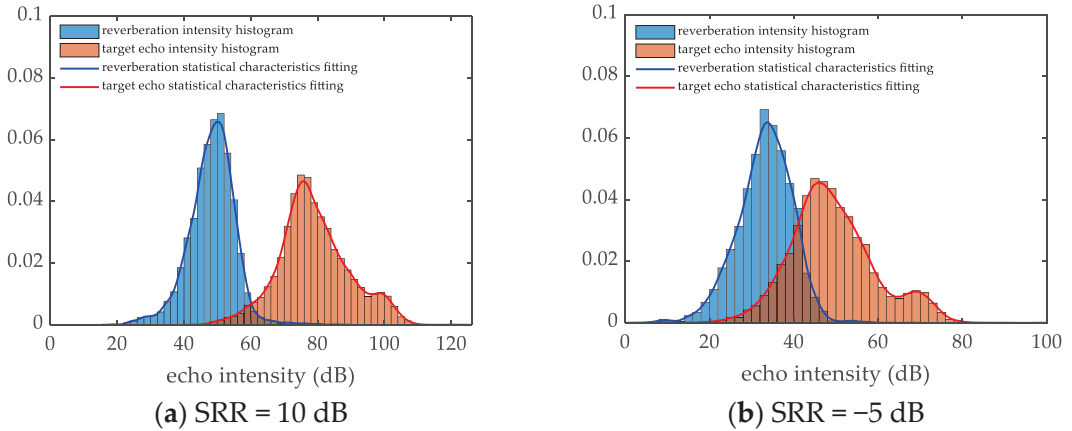 0.1
0.08
0.06
0.04
0.02
0
0 20 40 60 80 100 120
reverberation intensity histogram
target echo intensity histogram
reverberation statistical characteristics fitting
target echo statistical characteristics fitting
echo intensity (dB)
(a) SRR = 10 dB
0.1
0.08
0.06
0.04
0.02
0
0 20 40 60 80 100
reverberation intensity histogram
target echo intensity histogram
reverberation statistical characteristics fitting
target echo statistical characteristics fitting
echo intensity (dB)
(b) SRR = −5 dB